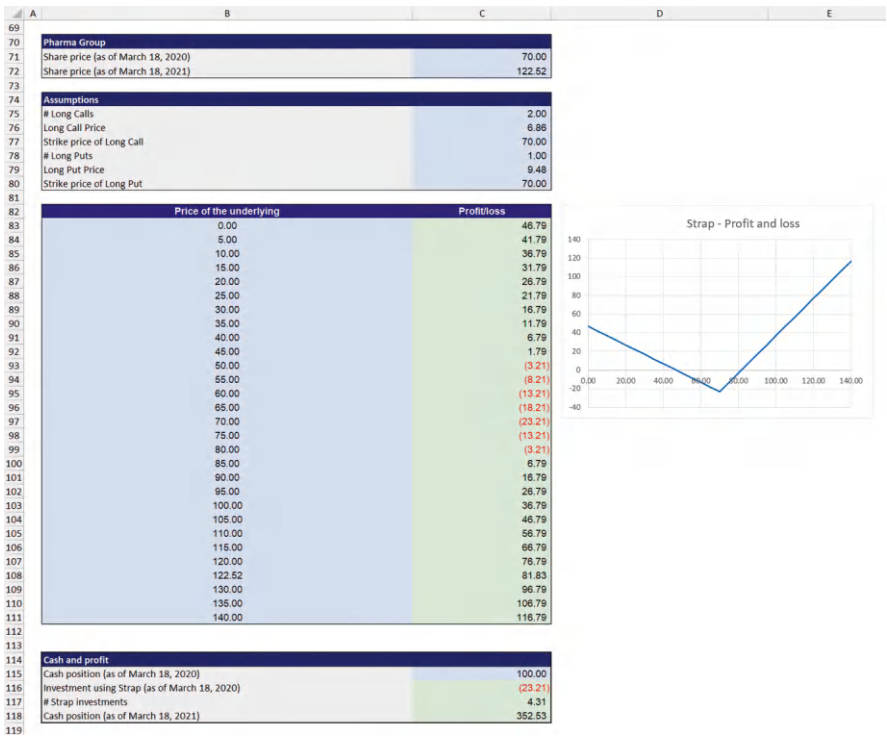 A B C D E
69
70 Pharma Group
71 Share price (as of March 18, 2020) 70.00
72 Share price (as of March 18, 2021) 122.52
73
74 Assumptions
75 # Long Calls 2.00
76 Long Call Price 6.86
77 Strike price of Long Call 70.00
78 # Long Puts 1.00
79 Long Put Price 9.48
80 Strike price of Long Put 70.00
81
82 Price of the underlying Profit/loss
83 0.00 46.79
84 5.00 41.79
85 10.00 36.79
86 15.00 31.79
87 20.00 26.79
88 25.00 21.79
89 30.00 16.79
90 35.00 11.79
91 40.00 6.79
92 45.00 1.79
93 50.00 (3.21)
94 55.00 (8.21)
95 60.00 (13.21)
96 65.00 (18.21)
97 70.00 (23.21)
98 75.00 (13.21)
99 80.00 (3.21)
100 85.00 6.79
101 90.00 16.79
102 95.00 26.79
103 100.00 36.79
104 105.00 46.79
105 110.00 56.79
106 115.00 66.79
107 120.00 76.79
108 122.52 81.83
109 130.00 96.79
110 135.00 106.79
111 140.00 116.79
112
113
114 Cash and profit
115 Cash position (as of March 18, 2020) 100.00
116 Investment using Strap (as of March 18, 2020) (23.21)
117 # Strap investments 4.31
118 Cash position (as of March 18, 2021) 352.53
119
Strap - Profit and loss
140
120
100
80
60
40
20
0
-20
-40
0.00 20.00 40.00 60.00 80.00 100.00 120.00 140.00